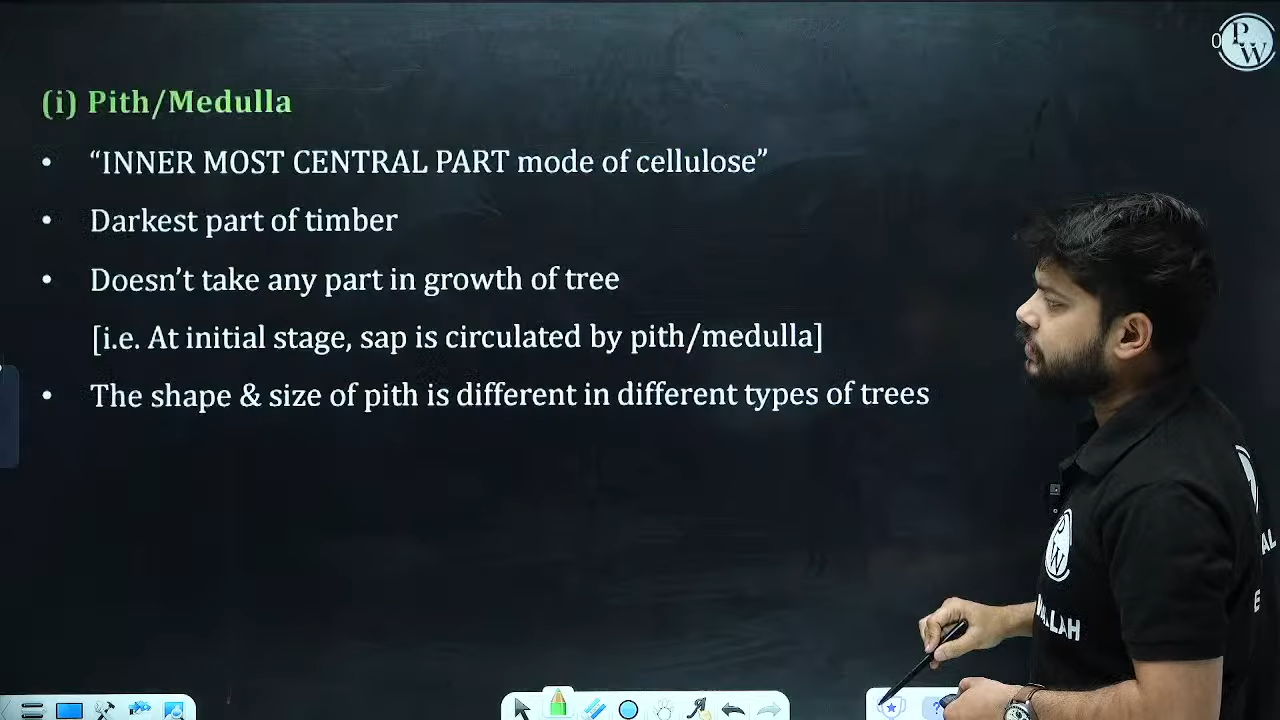 (i) Pith/Medulla
• “INNER MOST CENTRAL PART mode of cellulose”
• Darkest part of timber
• Doesn’t take any part in growth of tree
[i.e. At initial stage, sap is circulated by pith/medulla]
• The shape & size of pith is different in different types of trees
P
W